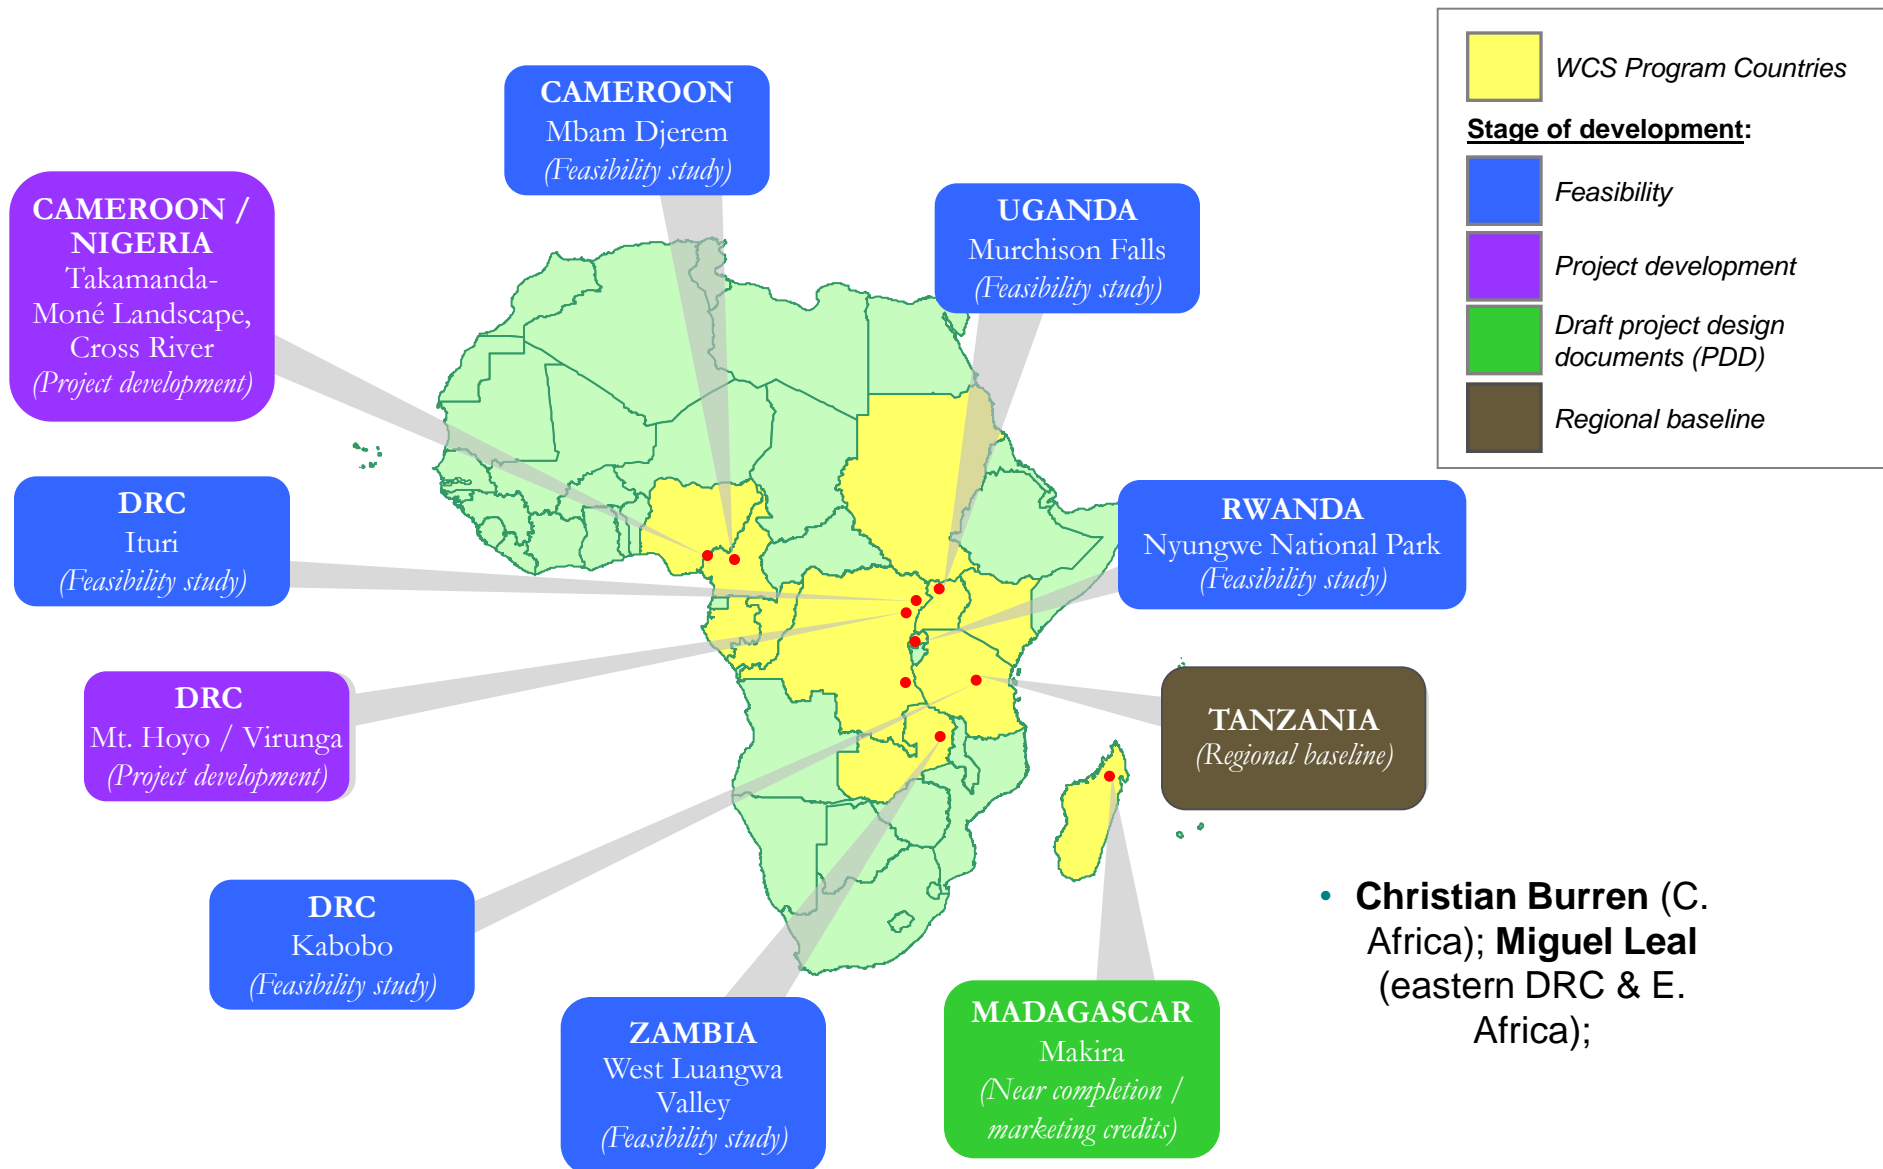 CAMEROON
Mbam Djerem
(Feasibility study)
CAMEROON /
NIGERIA
Takamanda-
Moné Landscape,
Cross River
(Project development)
UGANDA
Murchison Falls
(Feasibility study)
WCS Program Countries
Stage of development:
Feasibility
Project development
Draft project design
documents (PDD)
Regional baseline
DRC
Ituri
(Feasibility study)
RWANDA
Nyungwe National Park
(Feasibility study)
DRC
Mt. Hoyo / Virunga
(Project development)
TANZANIA
(Regional baseline)
DRC
Kabobo
(Feasibility study)
ZAMBIA
West Luangwa
Valley
(Feasibility study)
MADAGASCAR
Makira
(Near completion /
marketing credits)
• Christian Burren (C.
Africa); Miguel Leal
(eastern DRC & E.
Africa);